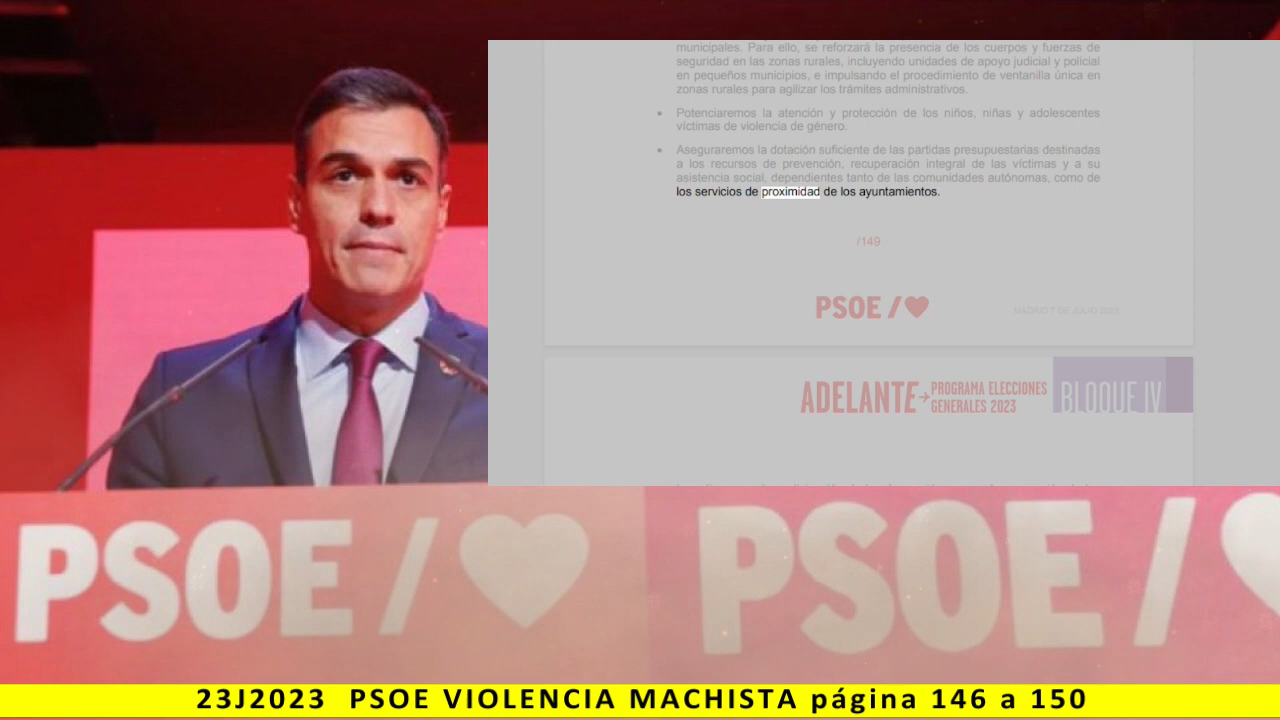 municipales. Para ello, se reforzará la presencia de los cuerpos y fuerzas de
seguridad en las zonas rurales, incluyendo unidades de apoyo judicial y policial
en pequeños municipios, e impulsando el procedimiento de ventanilla única en
zonas rurales para agilizar los trámites administrativos.
• Potenciaremos la atención y protección de los niños, niñas y adolescentes
víctimas de violencia de género.
• Aseguraremos la dotación suficiente de las partidas presupuestarias destinadas
a los recursos de prevención, recuperación integral de las víctimas y a su
asistencia social, dependientes tanto de las comunidades autónomas, como de
los servicios de proximidad de los ayuntamientos.
/149
PSOE /
MADRID 7 DE JULIO 2023
ADELANTE→PROGRAMA ELECCIONES
GENERALES 2023
BLOQUE IV
PSOE /
PSOE /
23J2023 PSOE VIOLENCIA MACHISTA página 146 a 150